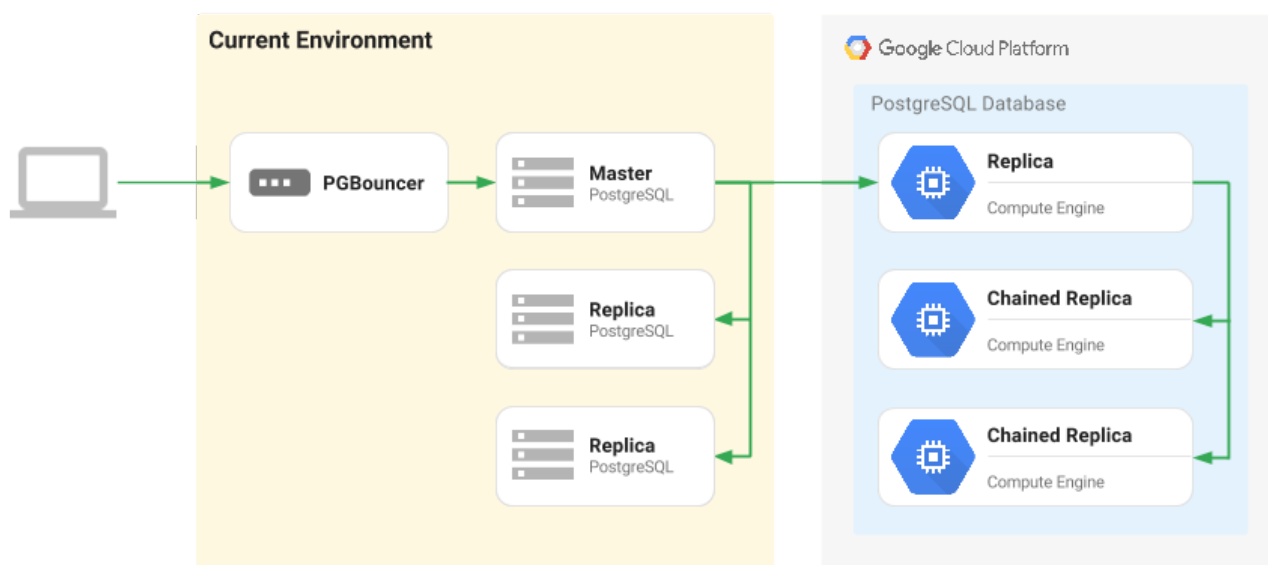 Current Environment
Google Cloud Platform
PostgreSQL Database
PGBouncer
Master
PostgreSQL
Replica
Compute Engine
Replica
PostgreSQL
Chained Replica
Compute Engine
Replica
PostgreSQL
Chained Replica
Compute Engine